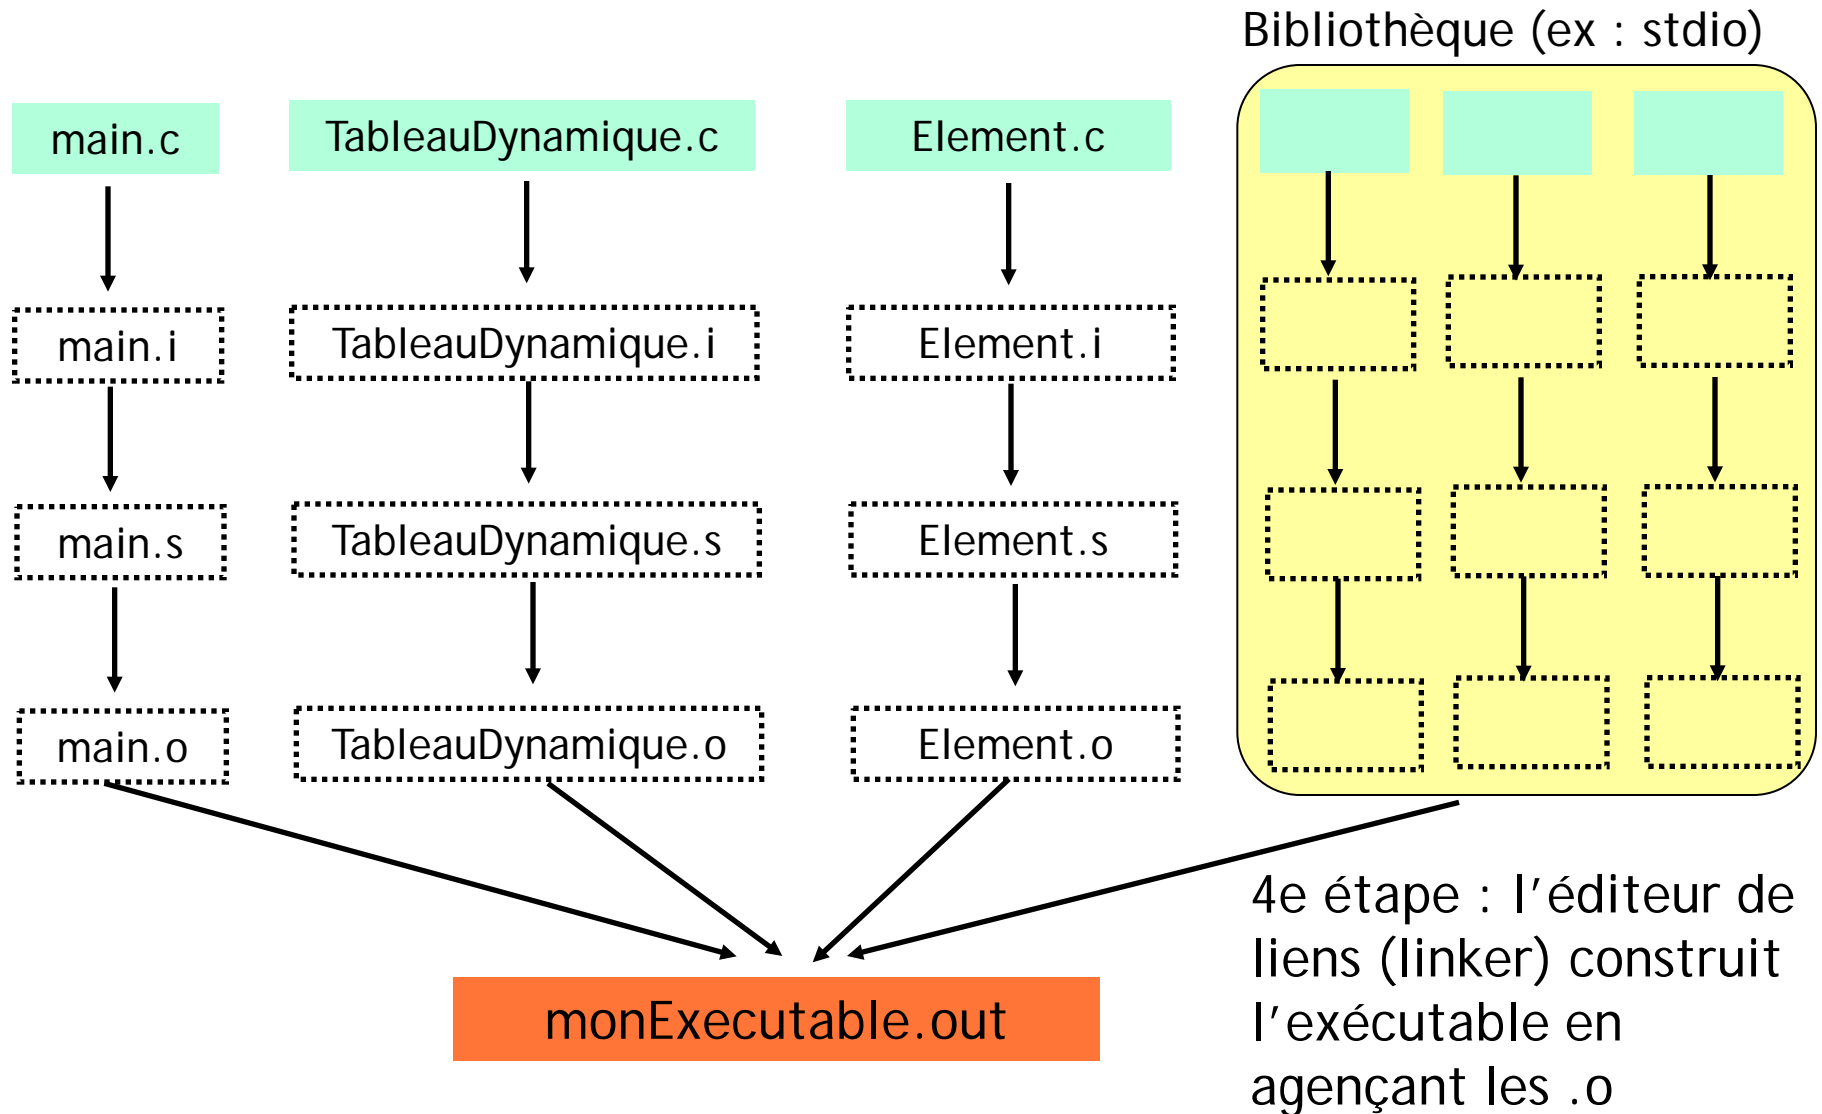 Bibliothèque (ex : stdio)
main.c
TableauDynamique.c
Element.c
main.i
TableauDynamique.i
Element.i
main.s
TableauDynamique.s
Element.s
main.o
TableauDynamique.o
Element.o
monExecutable.out
4e étape : l’éditeur de
liens (linker) construit
l’exécutable en
agençant les .o